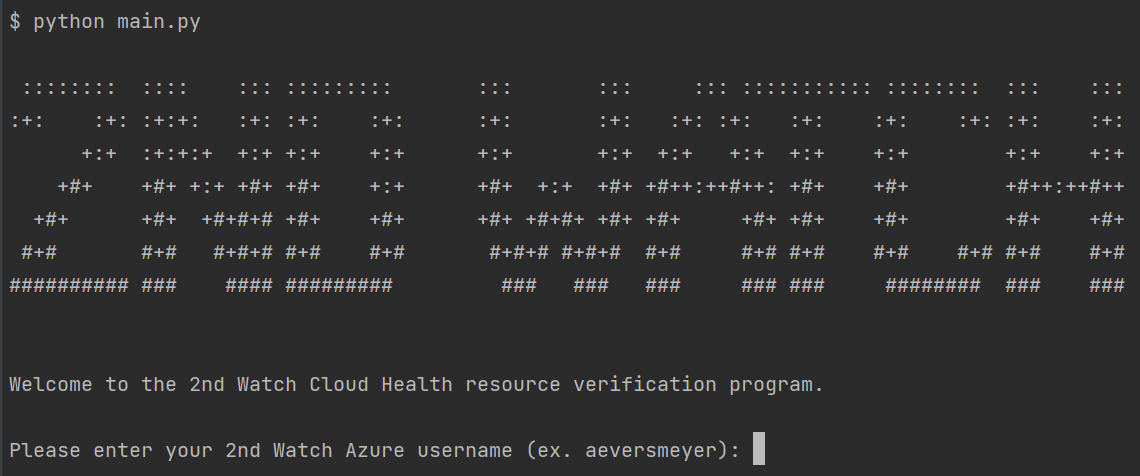 $ python main.py
 ::::::::  ::::    ::: :::::::::       :::       :::     ::: ::::::::::: ::::::::  :::    :::
:+:    :+: :+:+:   :+: :+:    :+:      :+:       :+:   :+: :+:   :+:    :+:    :+: :+:    :+:
      +:+  :+:+:+  +:+ +:+    +:+      +:+       +:+  +:+   +:+  +:+    +:+        +:+    +:+
    +#+    +#+ +:+ +#+ +#+    +:+      +#+  +:+  +#+ +#++:++#++: +#+    +#+        +#++:++#++
  +#+      +#+  +#+#+# +#+    +#+      +#+ +#+#+ +#+ +#+     +#+ +#+    +#+        +#+    +#+
 #+#       #+#   #+#+# #+#    #+#       #+#+# #+#+#  #+#     #+# #+#    #+#    #+# #+#    #+#
########## ###    #### #########         ###   ###   ###     ### ###     ########  ###    ###
Welcome to the 2nd Watch Cloud Health resource verification program.
Please enter your 2nd Watch Azure username (ex. aeversmeyer):